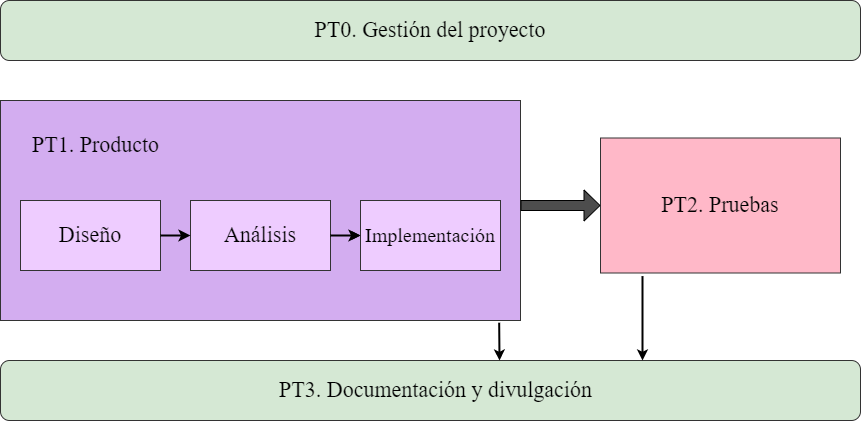 PT0. Gestión del proyecto
PT1. Producto
Diseño
Análisis
Implementación
PT2. Pruebas
PT3. Documentación y divulgación